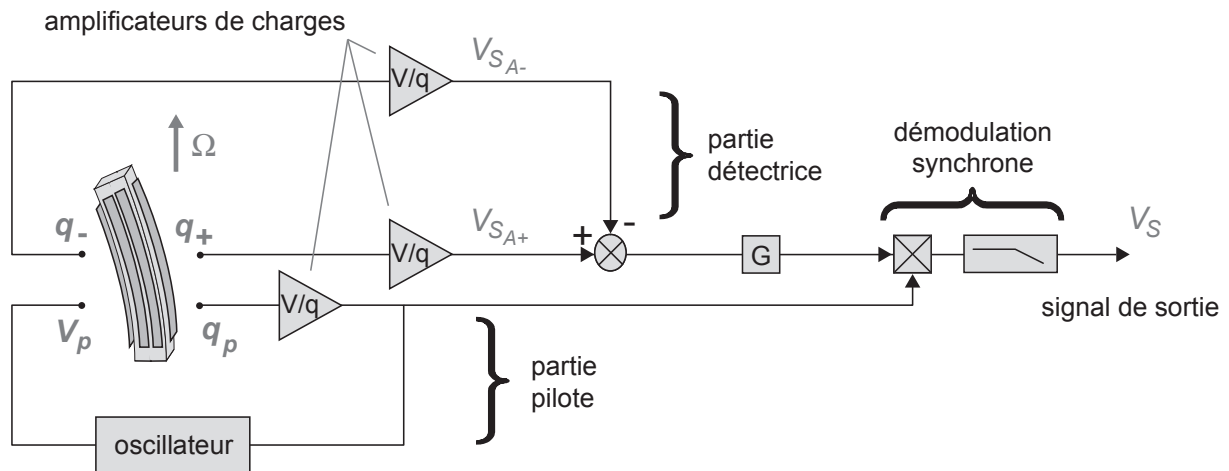 amplificateurs de charges
V/q
V_{S_{A-}}
Ω
partie
détectrice
démodulation
synchrone
q-
q+
V/q
V_{S_{A+}}
+
-
G
V_S
V_p
q_p
V/q
signal de sortie
partie
pilote
oscillateur